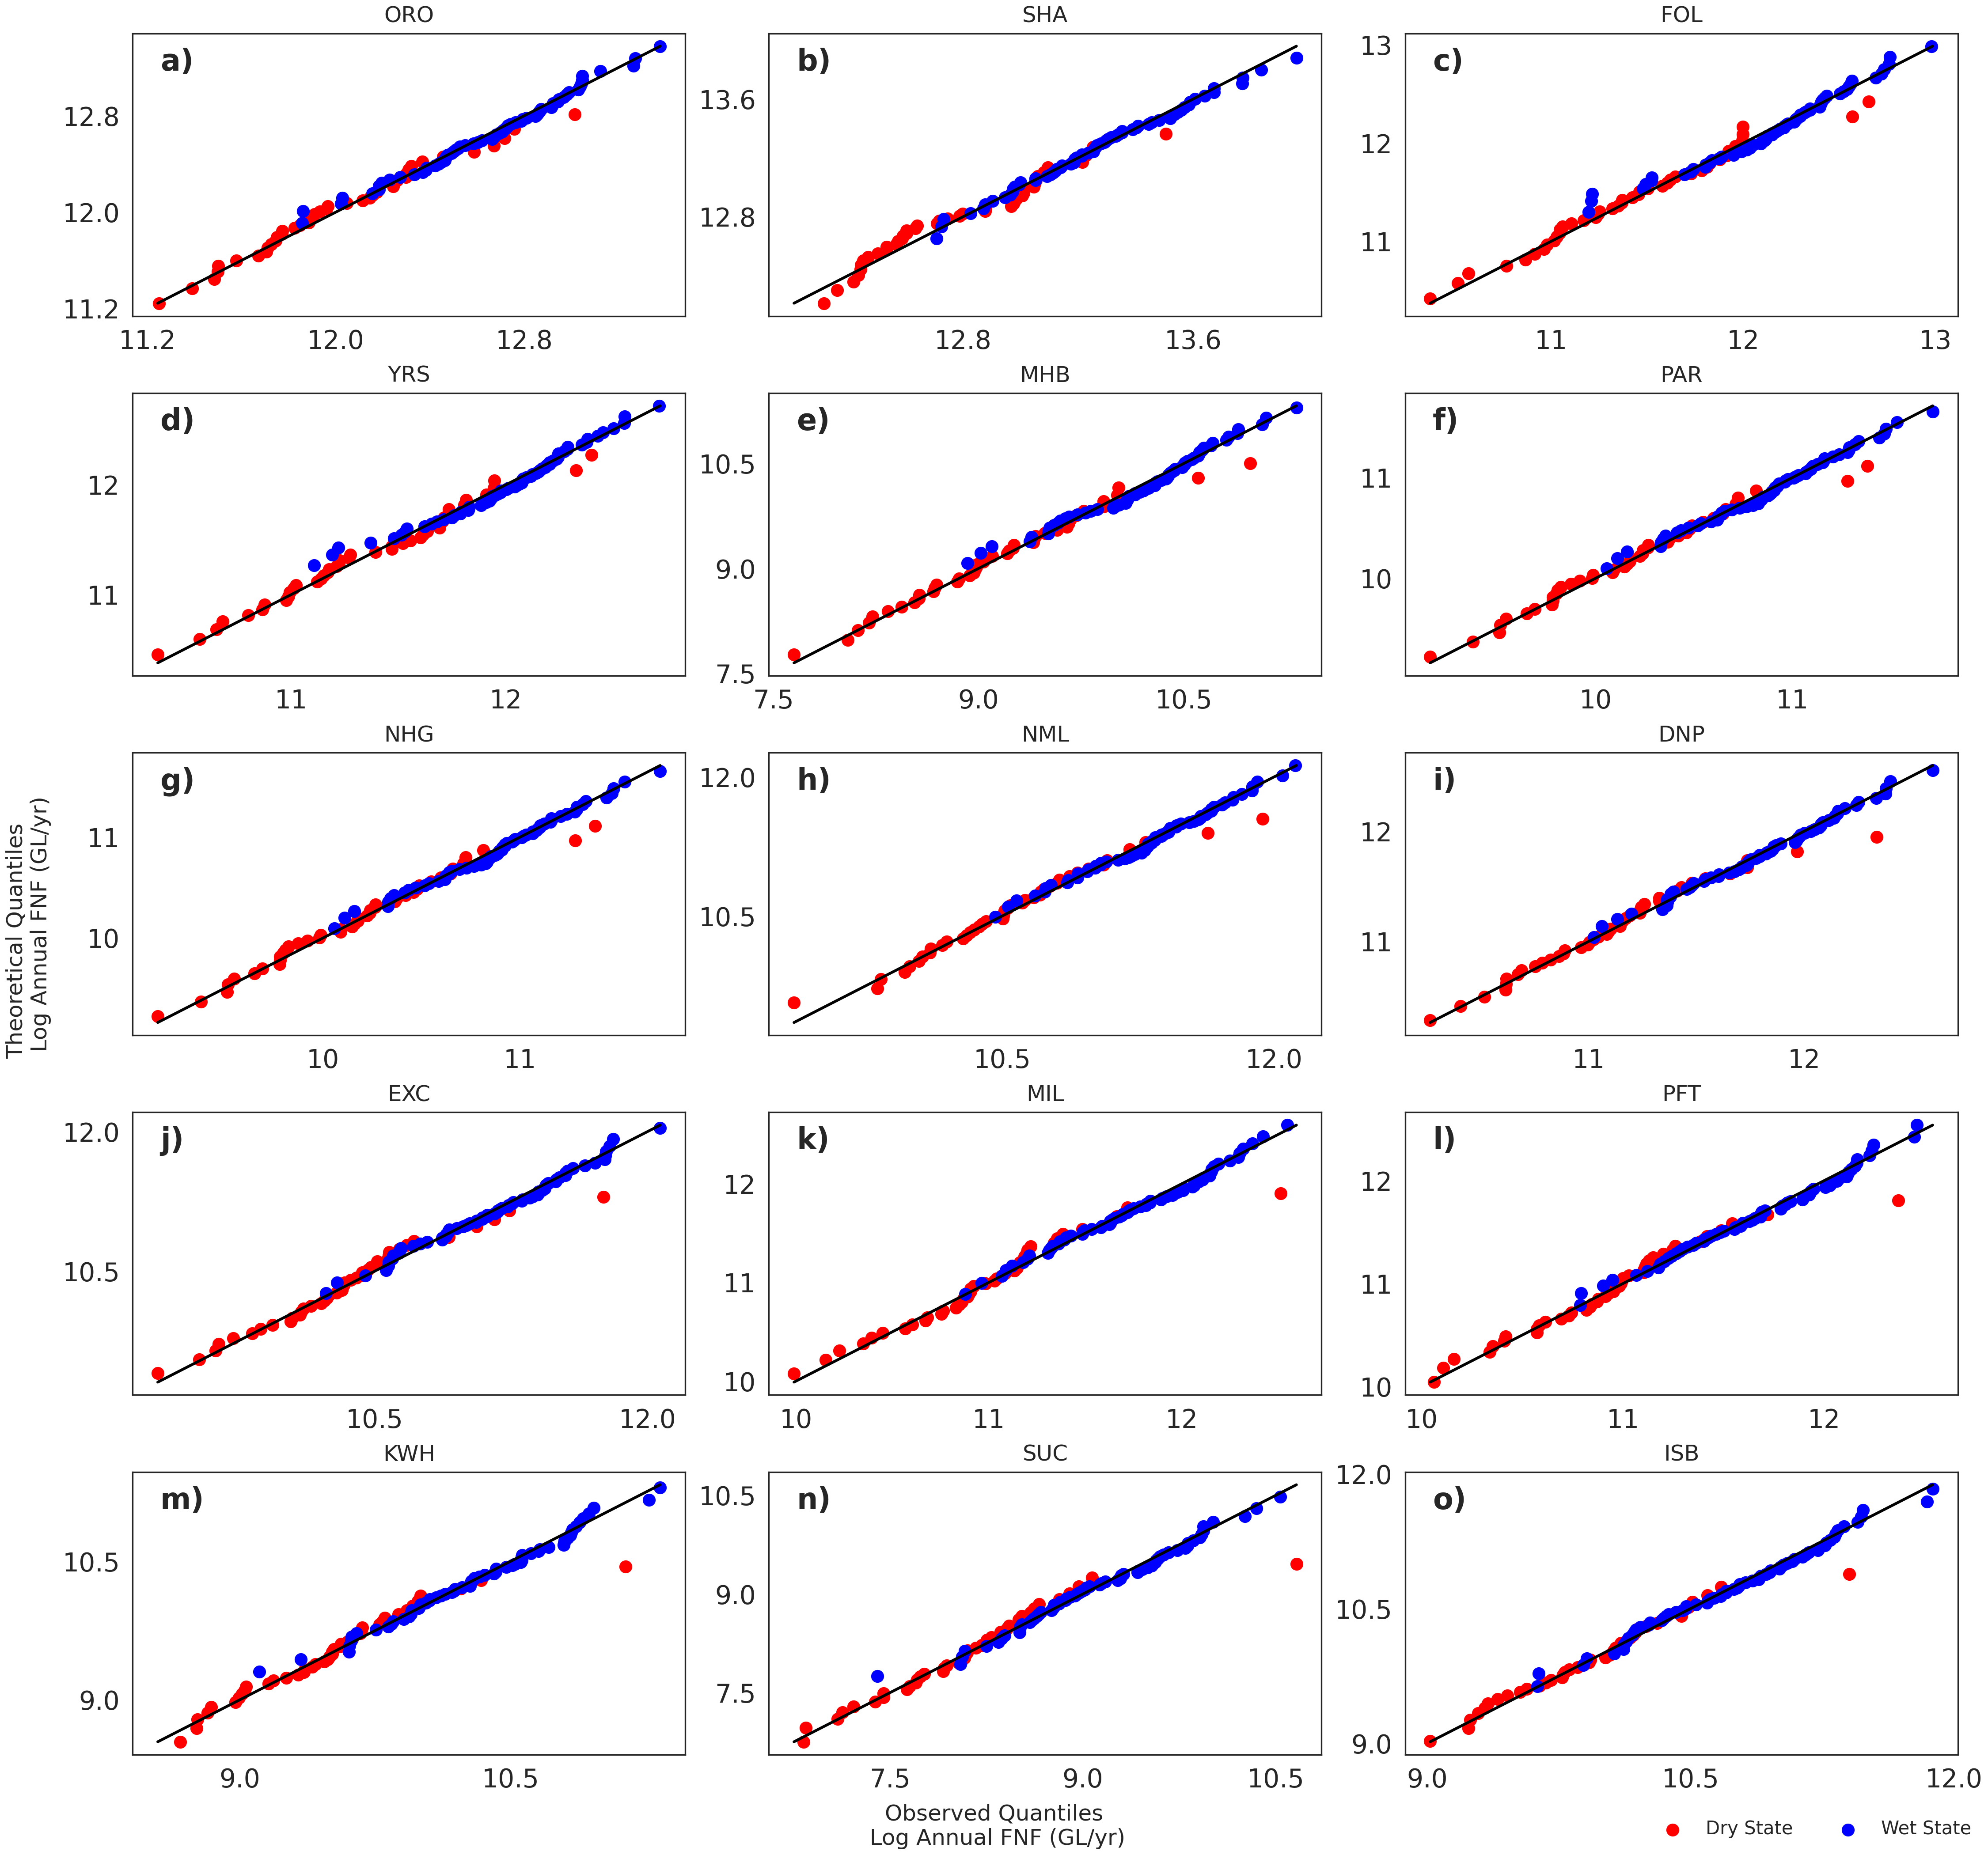 ORO
a)
12.8
12.0
11.2
11.2 12.0 12.8
SHA
b)
13.6
12.8
12.8 13.6
FOL
c)
13
12
11
11 12 13
YRS
d)
12
11
11 12
MHB
e)
10.5
9.0
7.5
7.5 9.0 10.5
PAR
f)
11
10
10 11
Theoretical Quantiles
Log Annual FNF (GL/yr)
NHG
g)
11
10
10 11
NML
h)
12.0
10.5
10.5 12.0
DNP
i)
12
11
11 12
EXC
j)
12.0
10.5
10.5 12.0
MIL
k)
12
11
10
10 11 12
PFT
l)
12
11
10
10 11 12
KWH
m)
10.5
9.0
9.0 10.5
SUC
n)
10.5
9.0
7.5
7.5 9.0 10.5
ISB
o)
12.0
10.5
9.0
9.0 10.5 12.0
Observed Quantiles
Log Annual FNF (GL/yr)
Dry State Wet State